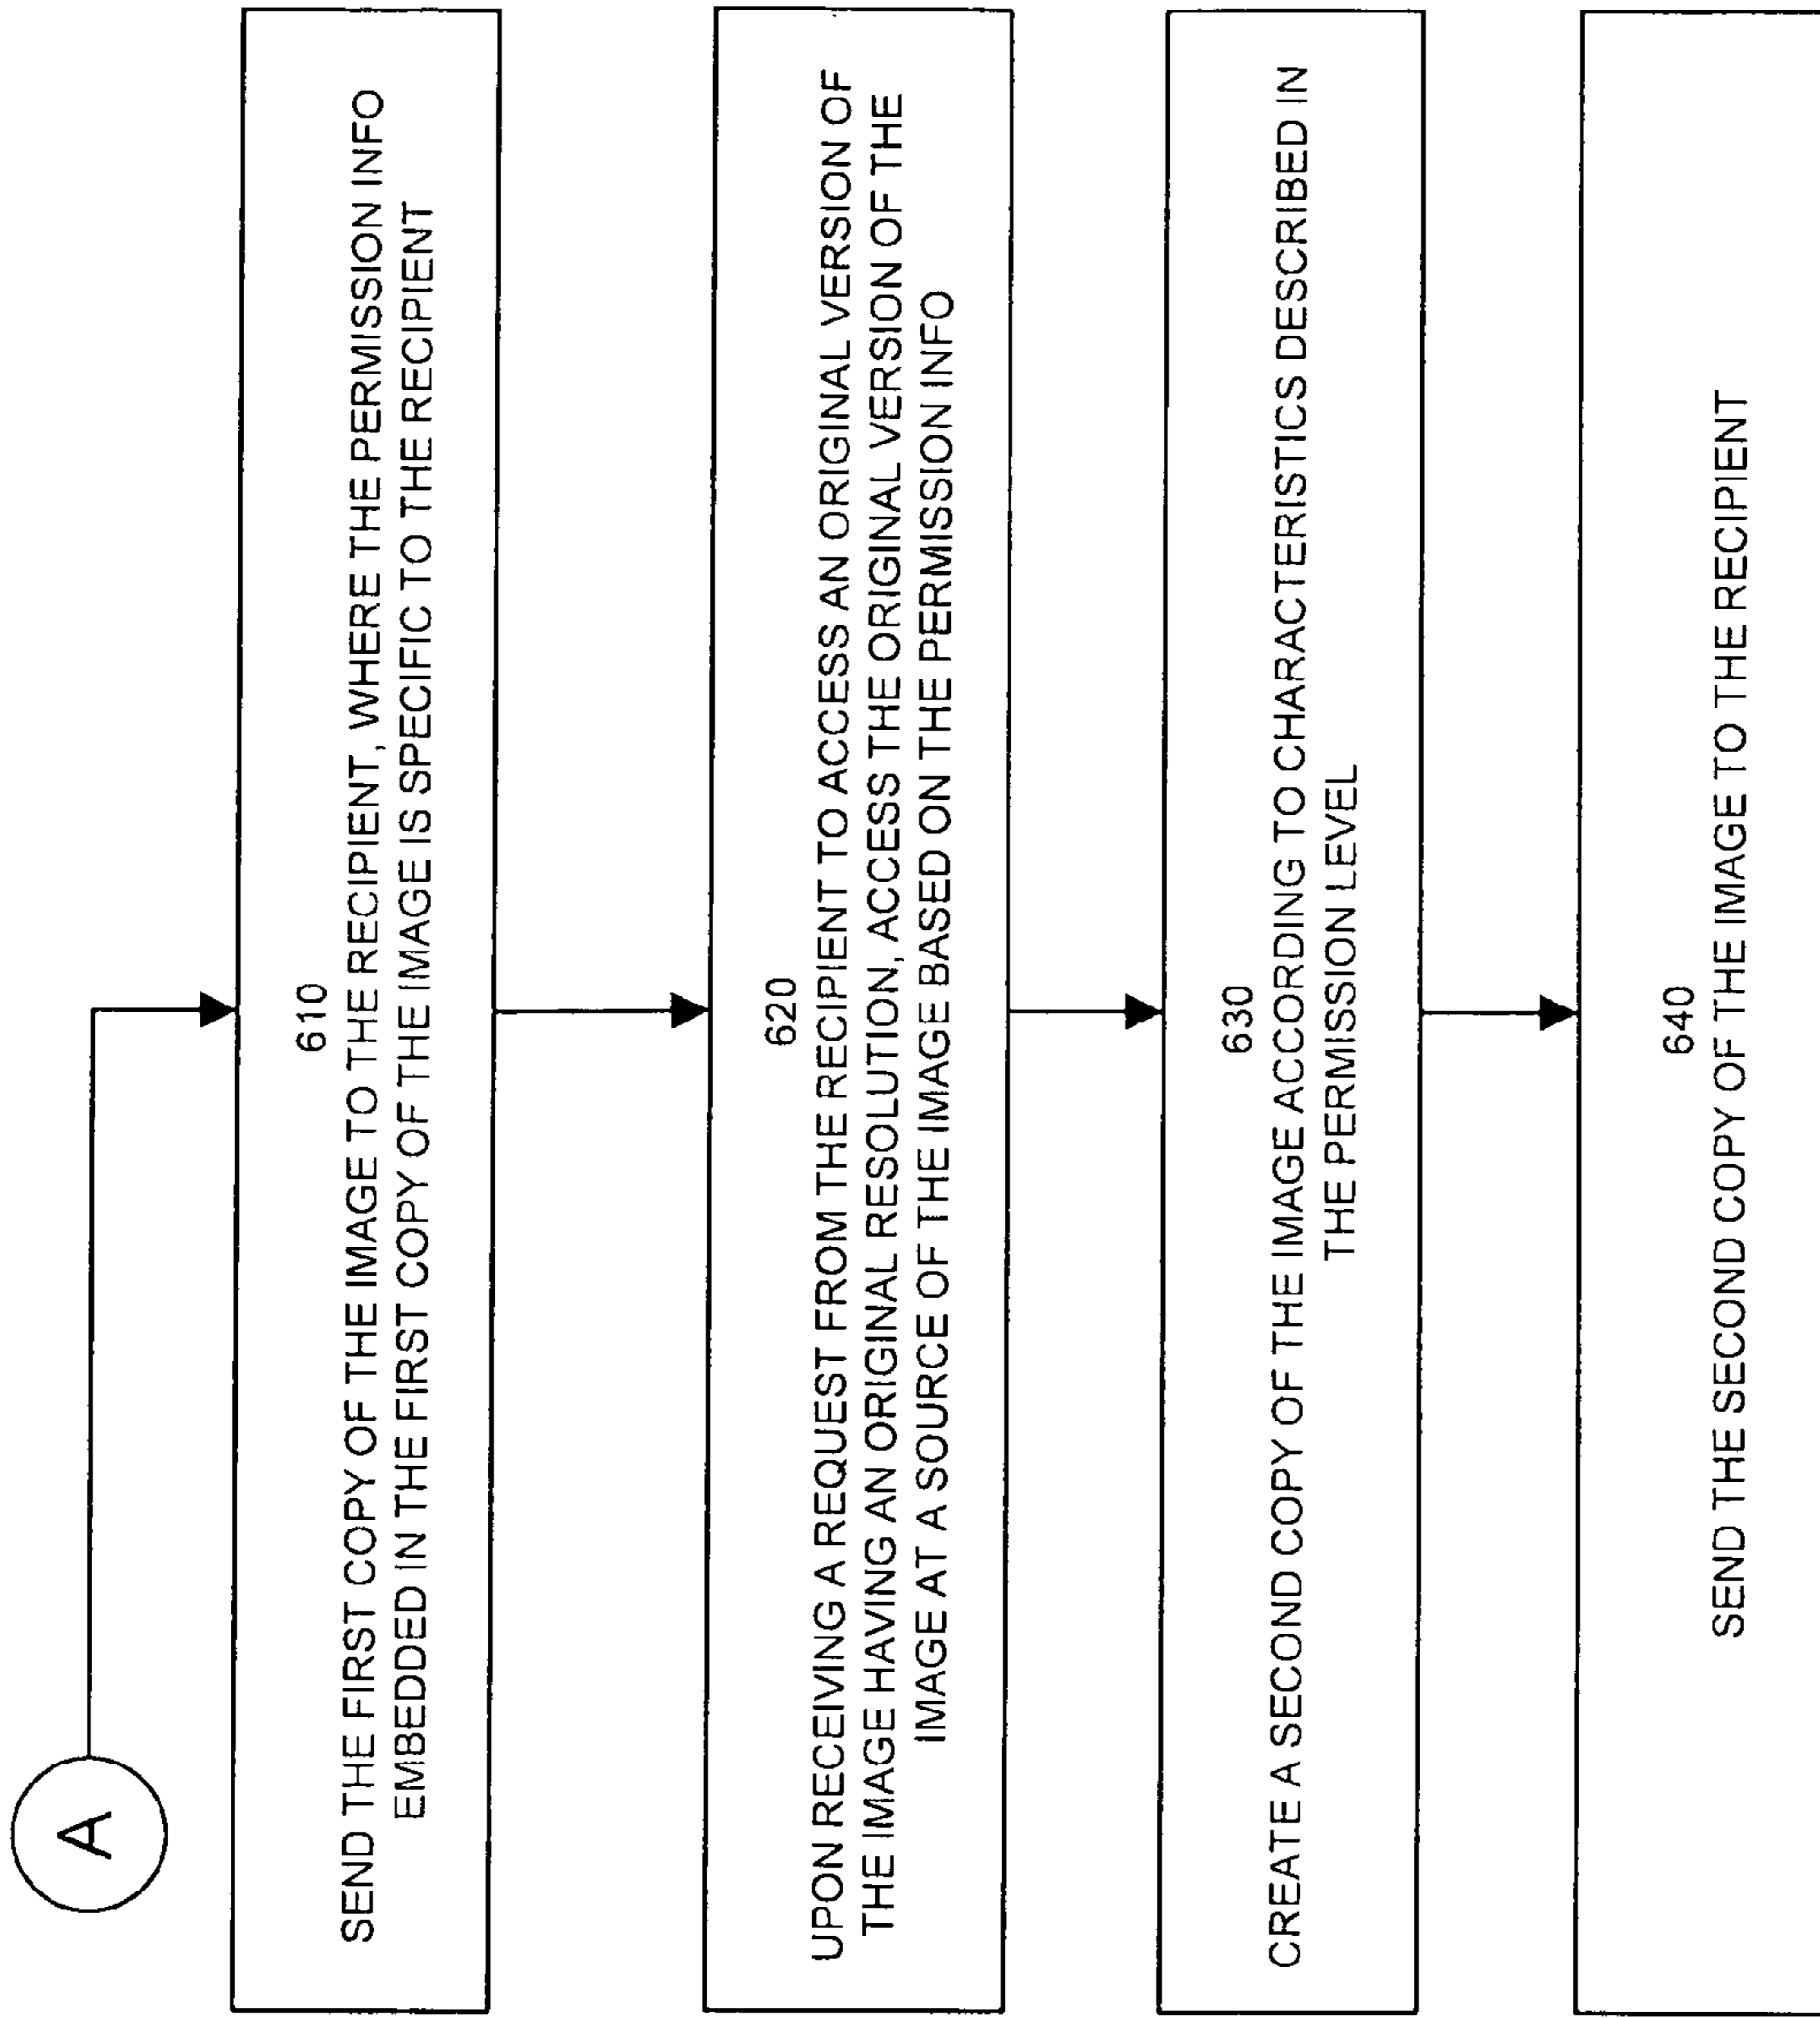 A
610
SEND THE FIRST COPY OF THE IMAGE TO THE RECIPIENT, WHERE THE PERMISSION INFO
EMBEDDED IN THE FIRST COPY OF THE IMAGE IS SPECIFIC TO THE RECIPIENT
620
UPON RECEIVING A REQUEST FROM THE RECIPIENT TO ACCESS AN ORIGINAL VERSION OF
THE IMAGE HAVING AN ORIGINAL RESOLUTION, ACCESS THE ORIGINAL VERSION OF THE
IMAGE AT A SOURCE OF THE IMAGE BASED ON THE PERMISSION INFO
630
CREATE A SECOND COPY OF THE IMAGE ACCORDING TO CHARACTERISTICS DESCRIBED IN
THE PERMISSION LEVEL
640
SEND THE SECOND COPY OF THE IMAGE TO THE RECIPIENT